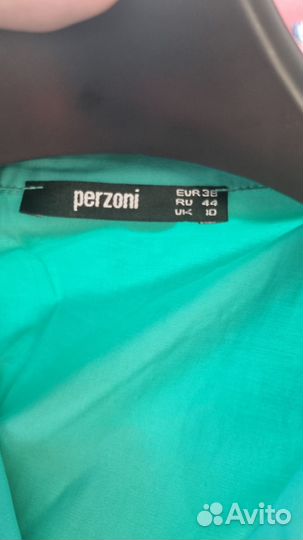 perzoni
EUR 38
RU 44
UK 10
Avito